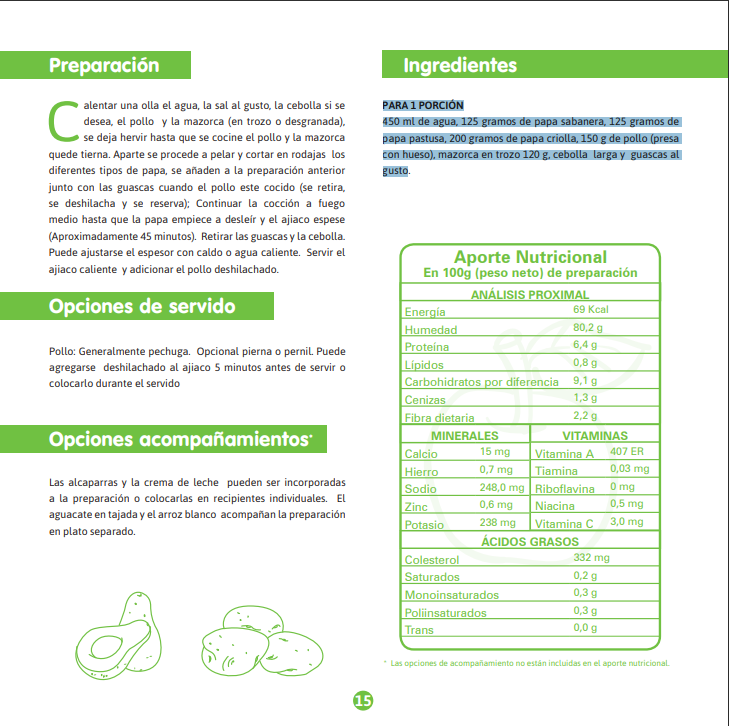 Preparación
Calentar una olla el agua, la sal al gusto, la cebolla si se
desea, el pollo y la mazorca (en trozo o desgranada),
se deja hervir hasta que se cocine el pollo y la mazorca
quede tierna. Aparte se procede a pelar y cortar en rodajas los
diferentes tipos de papa, se añaden a la preparación anterior
junto con las guascas cuando el pollo este cocido (se retira,
se deshilacha y se reserva); Continuar la cocción a fuego
medio hasta que la papa empiece a desleír y el ajiaco espese
(Aproximadamente 45 minutos). Retirar las guascas y la cebolla.
Puede ajustarse el espesor con caldo o agua caliente. Servir el
ajiaco caliente y adicionar el pollo deshilachado.
Opciones de servido
Pollo: Generalmente pechuga. Opcional pierna o pernil. Puede
agregarse deshilachado al ajiaco 5 minutos antes de servir o
colocarlo durante el servido
Opciones acompañamientos*
Las alcaparras y la crema de leche pueden ser incorporadas
a la preparación o colocarlas en recipientes individuales. El
aguacate en tajada y el arroz blanco acompañan la preparación
en plato separado.
Ingredientes
PARA 1 PORCIÓN
450 ml de agua, 125 gramos de papa sabanera, 125 gramos de
papa pastusa, 200 gramos de papa criolla, 150 g de pollo (presa
con hueso), mazorca en trozo 120 g, cebolla larga y guascas al
gusto.
Aporte Nutricional
En 100g (peso neto) de preparación
ANÁLISIS PROXIMAL
Energía 69 Kcal
Humedad 80,2 g
Proteína 6,4 g
Lípidos 0,8 g
Carbohidratos por diferencia 9,1 g
Cenizas 1,3 g
Fibra dietaria 2,2 g
MINERALES VITAMINAS
Calcio 15 mg Vitamina A 407 ER
Hierro 0,7 mg Tiamina 0,03 mg
Sodio 248,0 mg Riboflavina 0 mg
Zinc 0,6 mg Niacina 0,5 mg
Potasio 238 mg Vitamina C 3,0 mg
ÁCIDOS GRASOS
Colesterol 332 mg
Saturados 0,2 g
Monoinsaturados 0,3 g
Poliinsaturados 0,3 g
Trans 0,0 g
* Las opciones de acompañamiento no están incluidas en el aporte nutricional.
15